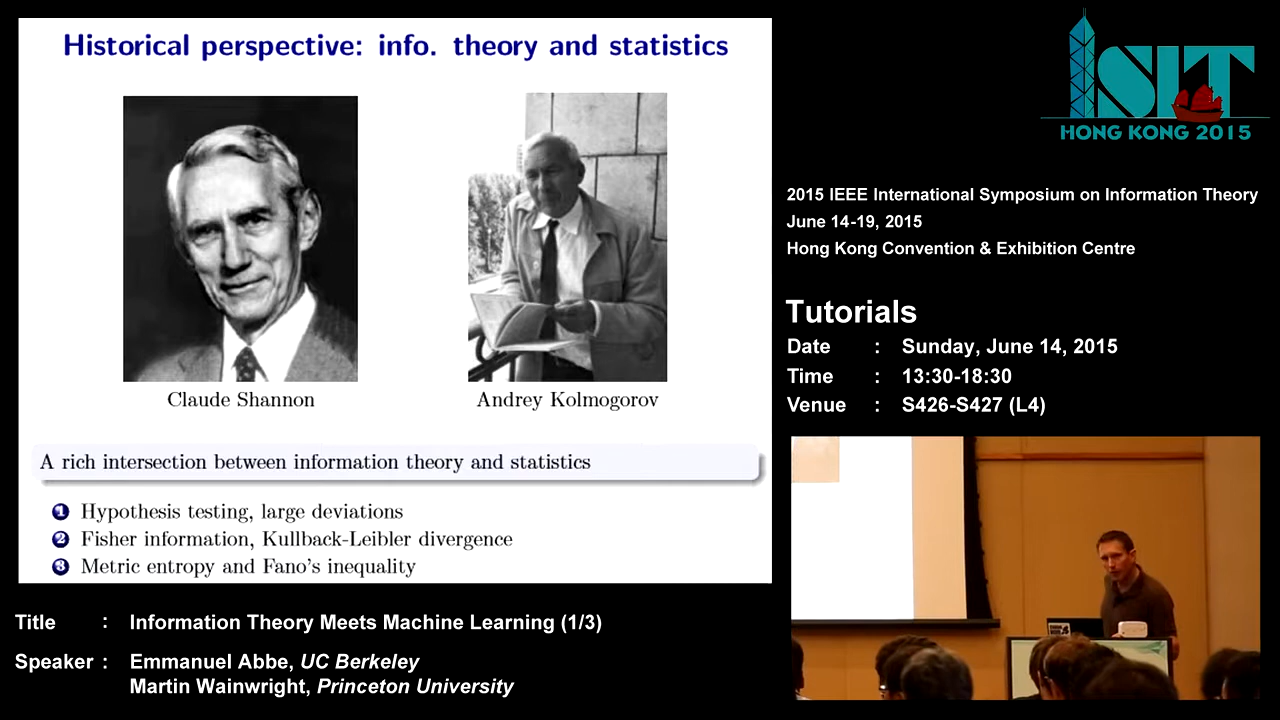 Historical perspective: info. theory and statistics
Claude Shannon
Andrey Kolmogorov
A rich intersection between information theory and statistics
1 Hypothesis testing, large deviations
2 Fisher information, Kullback-Leibler divergence
3 Metric entropy and Fano's inequality
ISIT
HONG KONG 2015
2015 IEEE International Symposium on Information Theory
June 14-19, 2015
Hong Kong Convention & Exhibition Centre
Tutorials
Date : Sunday, June 14, 2015
Time : 13:30-18:30
Venue : S426-S427 (L4)
Title : Information Theory Meets Machine Learning (1/3)
Speaker : Emmanuel Abbe, UC Berkeley
Martin Wainwright, Princeton University